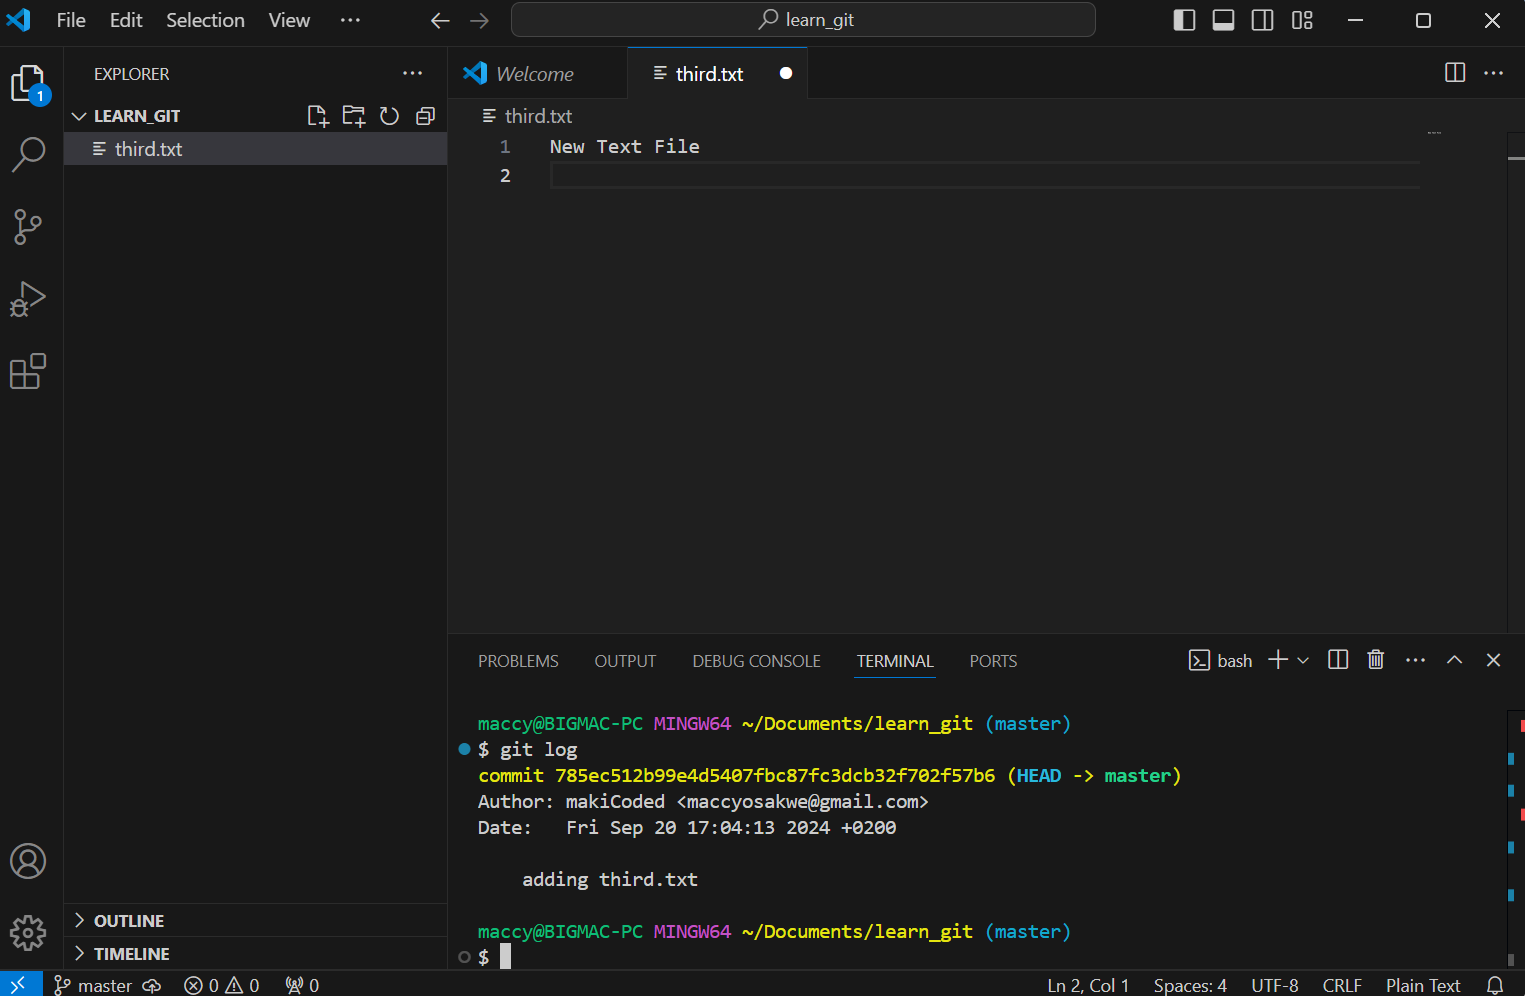 File Edit Selection View ··· learn_git
EXPLORER
1
LEARN_GIT
third.txt
Welcome third.txt
third.txt
1 New Text File
2
PROBLEMS OUTPUT DEBUG CONSOLE TERMINAL PORTS bash
maccy@BIGMAC-PC MINGW64 ~/Documents/learn_git (master)
$ git log
commit 785ec512b99e4d5407fbc87fc3dcb32f702f57b6 (HEAD -> master)
Author: makiCoded <maccyosakwe@gmail.com>
Date:   Fri Sep 20 17:04:13 2024 +0200
    adding third.txt
maccy@BIGMAC-PC MINGW64 ~/Documents/learn_git (master)
$
OUTLINE
TIMELINE
master 0 0 0 Ln 2, Col 1 Spaces: 4 UTF-8 CRLF Plain Text